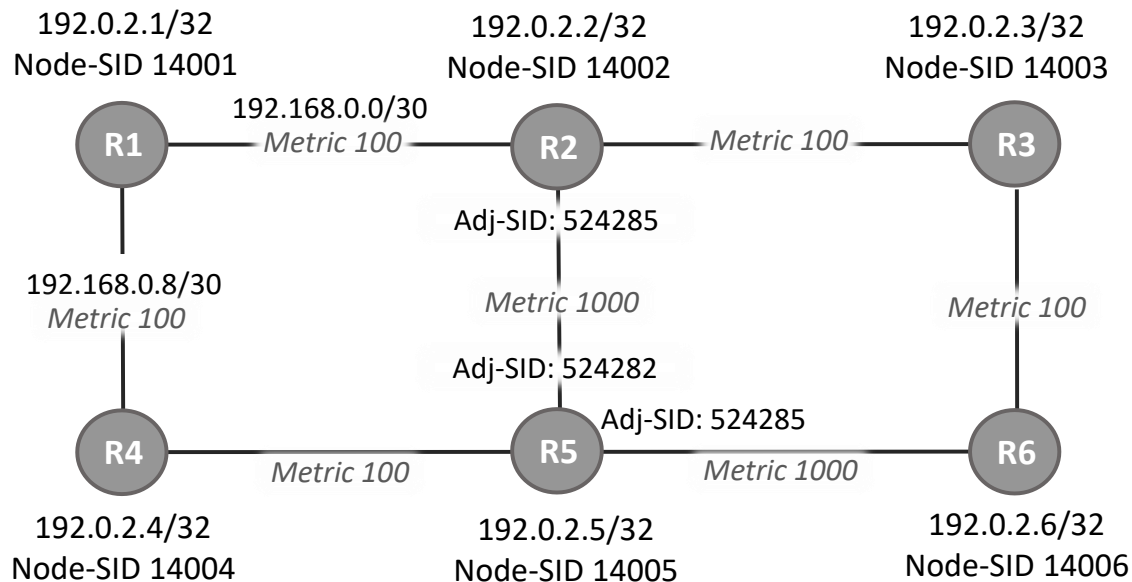 192.0.2.1/32
Node-SID 14001
192.0.2.2/32
Node-SID 14002
192.0.2.3/32
Node-SID 14003
192.168.0.0/30
R1
Metric 100
R2
Metric 100
R3
Adj-SID: 524285
192.168.0.8/30
Metric 100
Metric 1000
Metric 100
Adj-SID: 524282
Adj-SID: 524285
R4
Metric 100
R5
Metric 1000
R6
192.0.2.4/32
Node-SID 14004
192.0.2.5/32
Node-SID 14005
192.0.2.6/32
Node-SID 14006